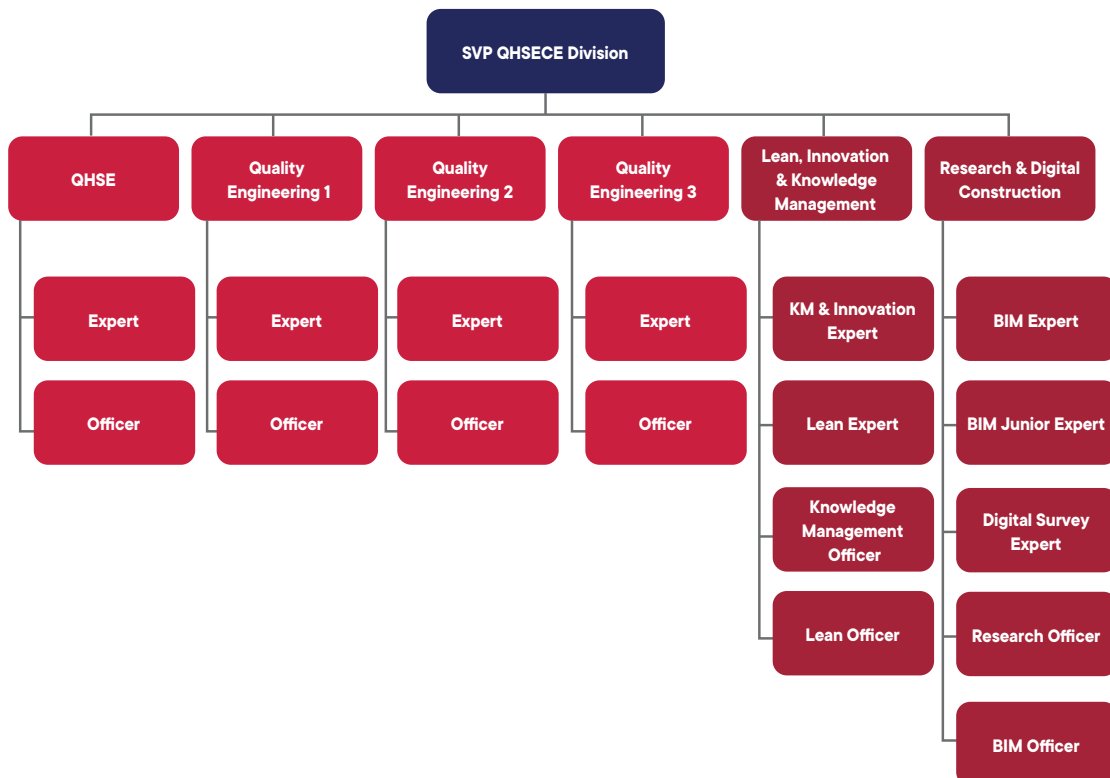 SVP QHSECE Division
QHSE
Quality
Engineering 1
Quality
Engineering 2
Quality
Engineering 3
Lean, Innovation
& Knowledge
Management
Research & Digital
Construction
Expert
Expert
Expert
Expert
KM & Innovation
Expert
BIM Expert
Officer
Officer
Officer
Officer
Lean Expert
BIM Junior Expert
Knowledge
Management
Officer
Digital Survey
Expert
Lean Officer
Research Officer
BIM Officer